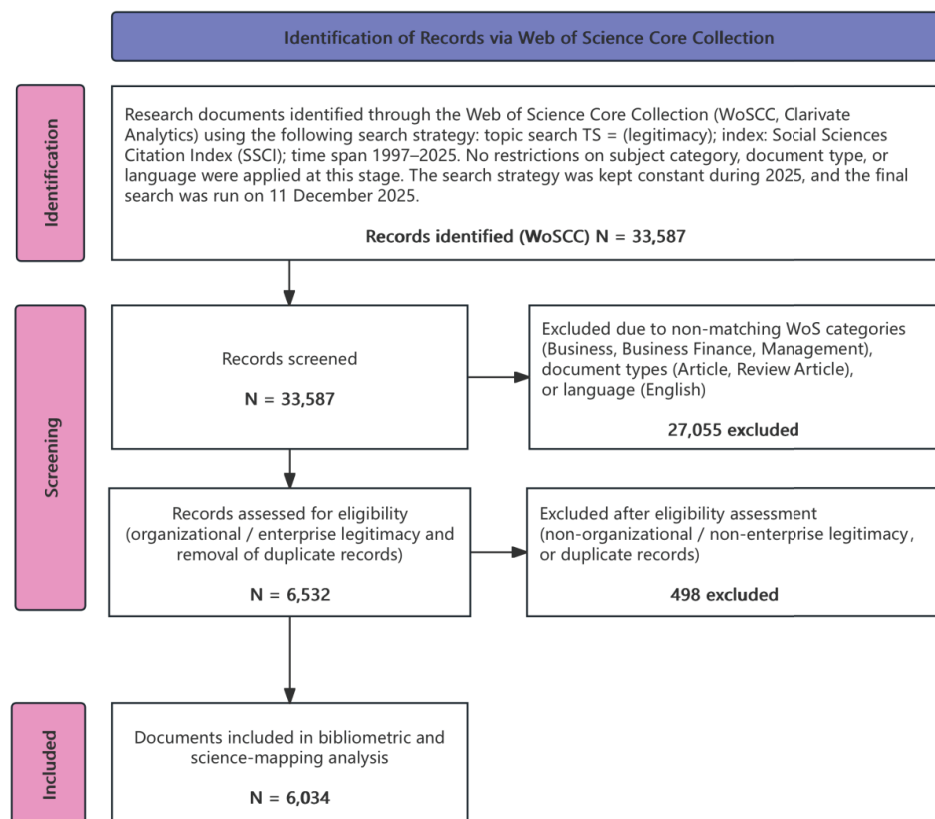 Identification of Records via Web of Science Core Collection
Identification
Research documents identified through the Web of Science Core Collection (WoSCC, Clarivate
Analytics) using the following search strategy: topic search TS = (legitimacy); index: Social Sciences
Citation Index (SSCI); time span 1997–2025. No restrictions on subject category, document type, or
language were applied at this stage. The search strategy was kept constant during 2025, and the final
search was run on 11 December 2025.
Records identified (WoSCC) N = 33,587
Screening
Records screened
N = 33,587
Excluded due to non-matching WoS categories
(Business, Business Finance, Management),
document types (Article, Review Article),
or language (English)
27,055 excluded
Records assessed for eligibility
(organizational / enterprise legitimacy and
removal of duplicate records)
N = 6,532
Excluded after eligibility assessment
(non-organizational / non-enterprise legitimacy,
or duplicate records)
498 excluded
Included
Documents included in bibliometric and
science-mapping analysis
N = 6,034